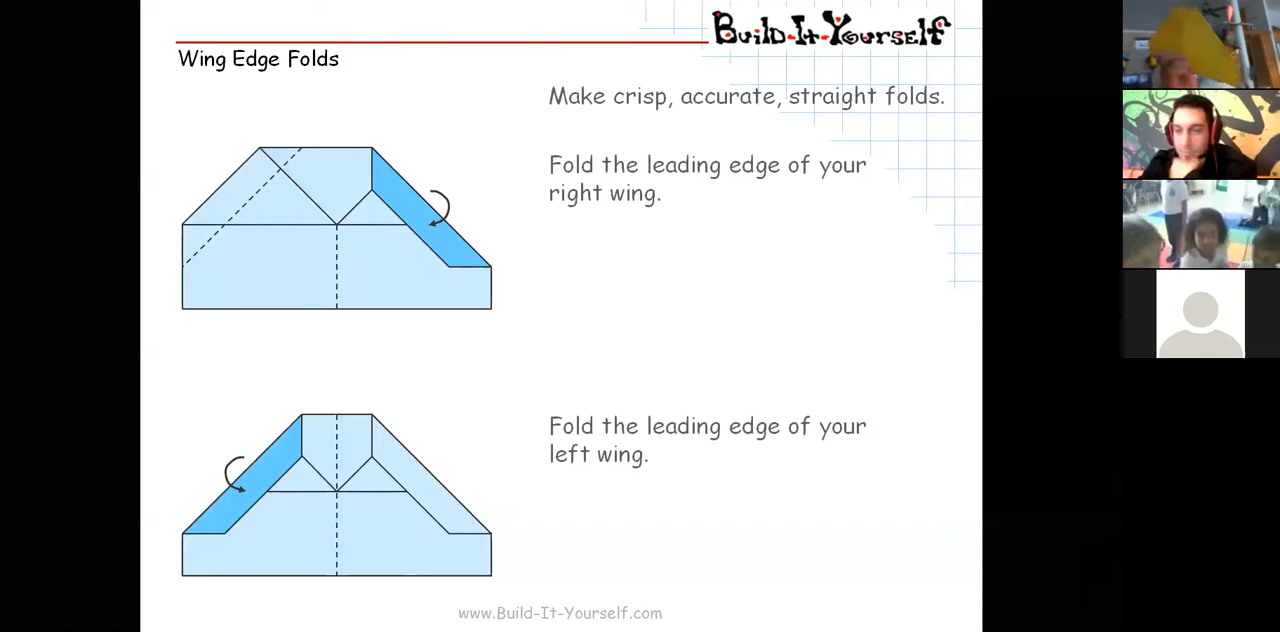 Build-It-Yourself
Wing Edge Folds
Make crisp, accurate, straight folds.
Fold the leading edge of your
right wing.
Fold the leading edge of your
left wing.
www.Build-It-Yourself.com